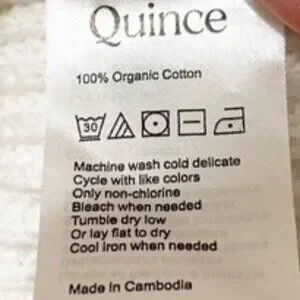 Quince
100% Organic Cotton
30
Machine wash cold delicate
Cycle with like colors
Only non-chlorine
Bleach when needed
Tumble dry low
Or lay flat to dry
Cool iron when needed
Made in Cambodia